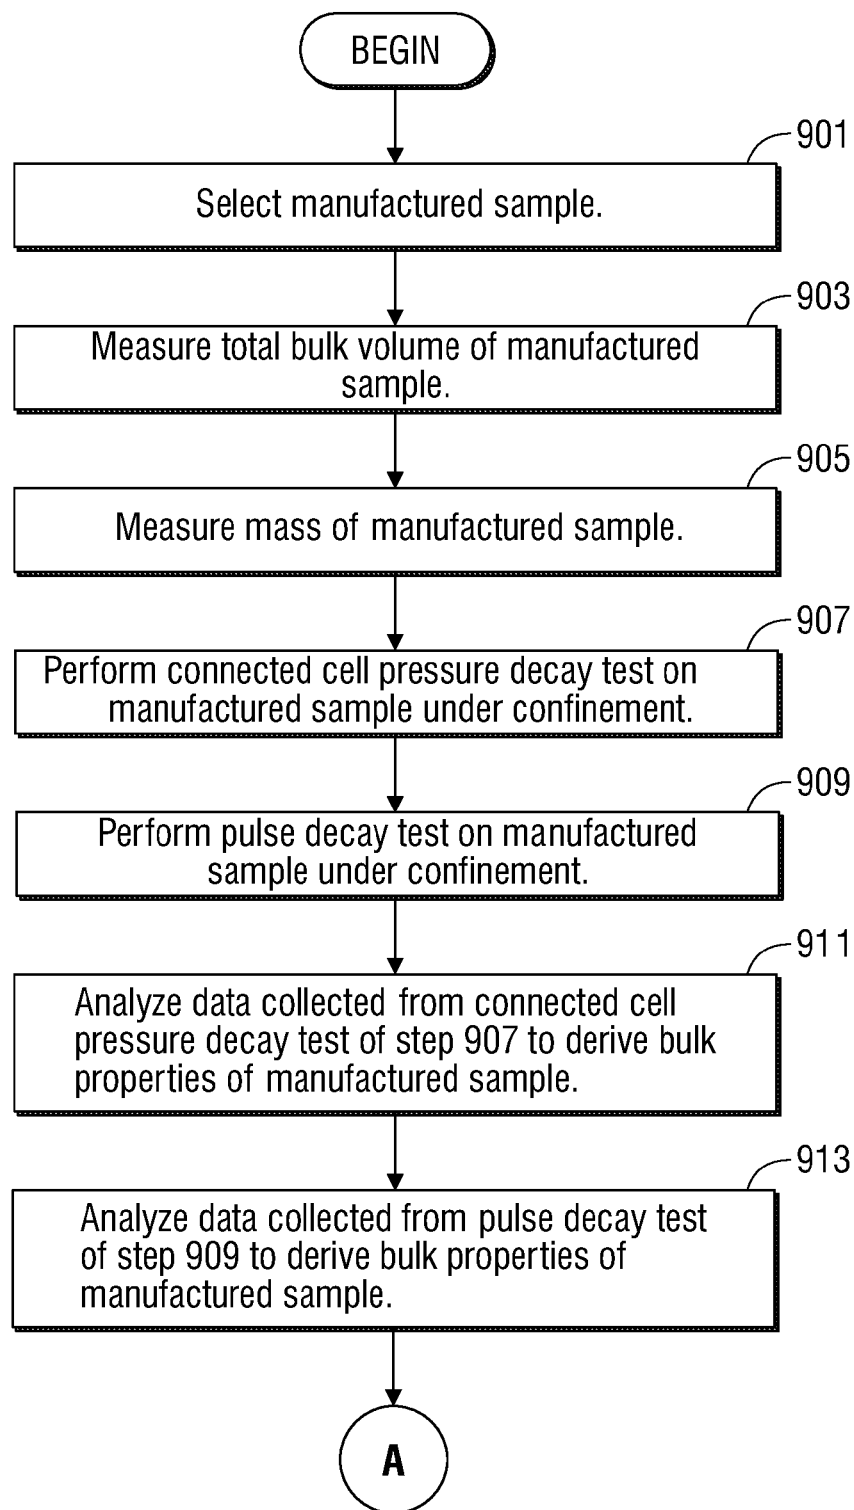 BEGIN
901
Select manufactured sample.
903
Measure total bulk volume of manufactured
sample.
905
Measure mass of manufactured sample.
907
Perform connected cell pressure decay test on
manufactured sample under confinement.
909
Perform pulse decay test on manufactured
sample under confinement.
911
Analyze data collected from connected cell
pressure decay test of step 907 to derive bulk
properties of manufactured sample.
913
Analyze data collected from pulse decay test
of step 909 to derive bulk properties of
manufactured sample.
A